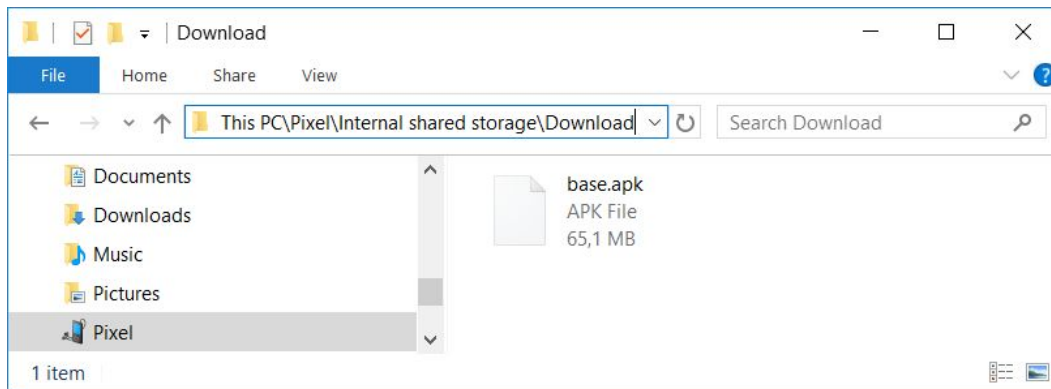 Download
File Home Share View
This PC\Pixel\Internal shared storage\Download Search Download
Documents
Downloads
Music
Pictures
Pixel
base.apk
APK File
65,1 MB
1 item